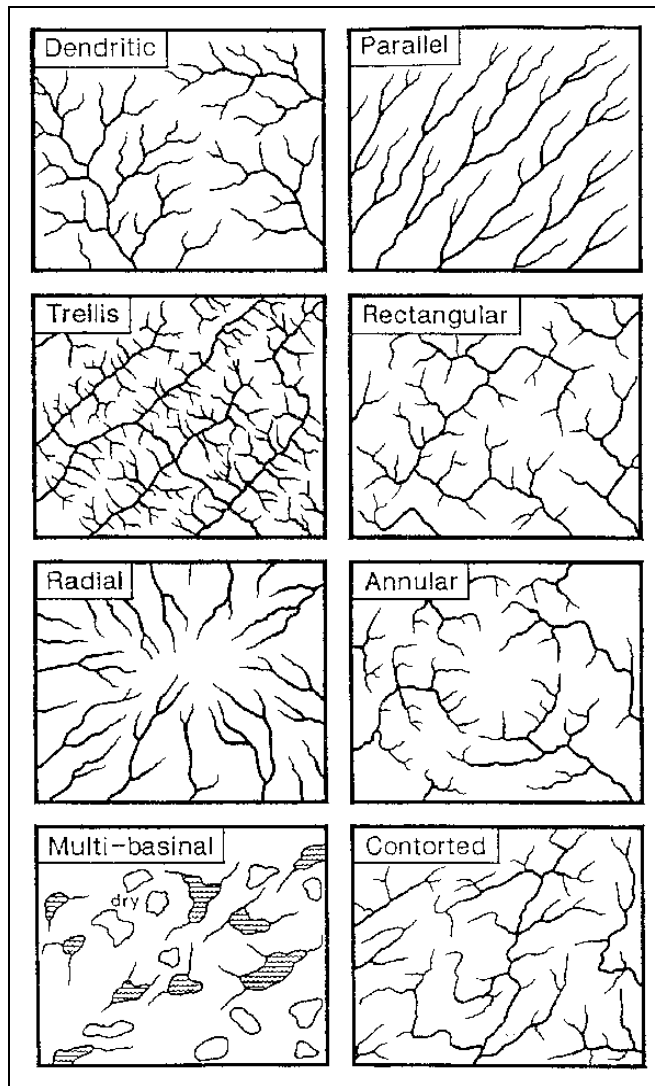 Dendritic
Parallel
Trellis
Rectangular
Radial
Annular
Multi-basinal
dry
Contorted